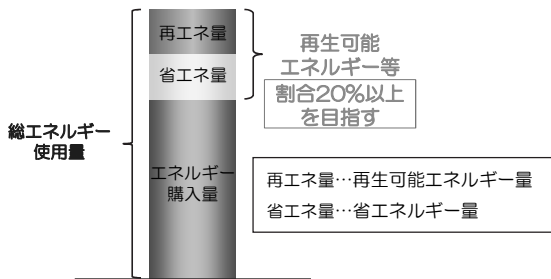 再エネ量
省エネ量
再生可能
エネルギー等
割合20%以上
を目指す
総エネルギー
使用量
エネルギー
購入量
再エネ量…再生可能エネルギー量
省エネ量…省エネルギー量